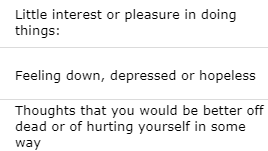 Little interest or pleasure in doing
things:
Feeling down, depressed or hopeless
Thoughts that you would be better off
dead or of hurting yourself in some
way